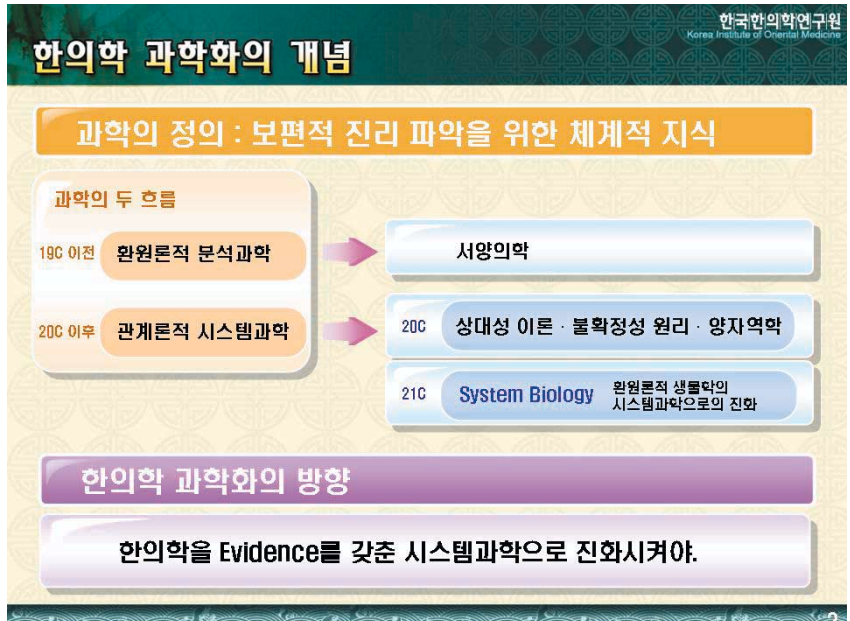 한국한의학연구원
Korea Institute of Oriental Medicine
한의학 과학화의 개념
과학의 정의 : 보편적 진리 파악을 위한 체계적 지식
과학의 두 흐름
19C 이전 환원론적 분석과학
서양의학
20C 이후 관계론적 시스템과학
20C 상대성 이론 · 불확정성 원리 · 양자역학
21C System Biology 환원론적 생물학의
시스템과학으로의 진화
한의학 과학화의 방향
한의학을 Evidence를 갖춘 시스템과학으로 진화시켜야.
2